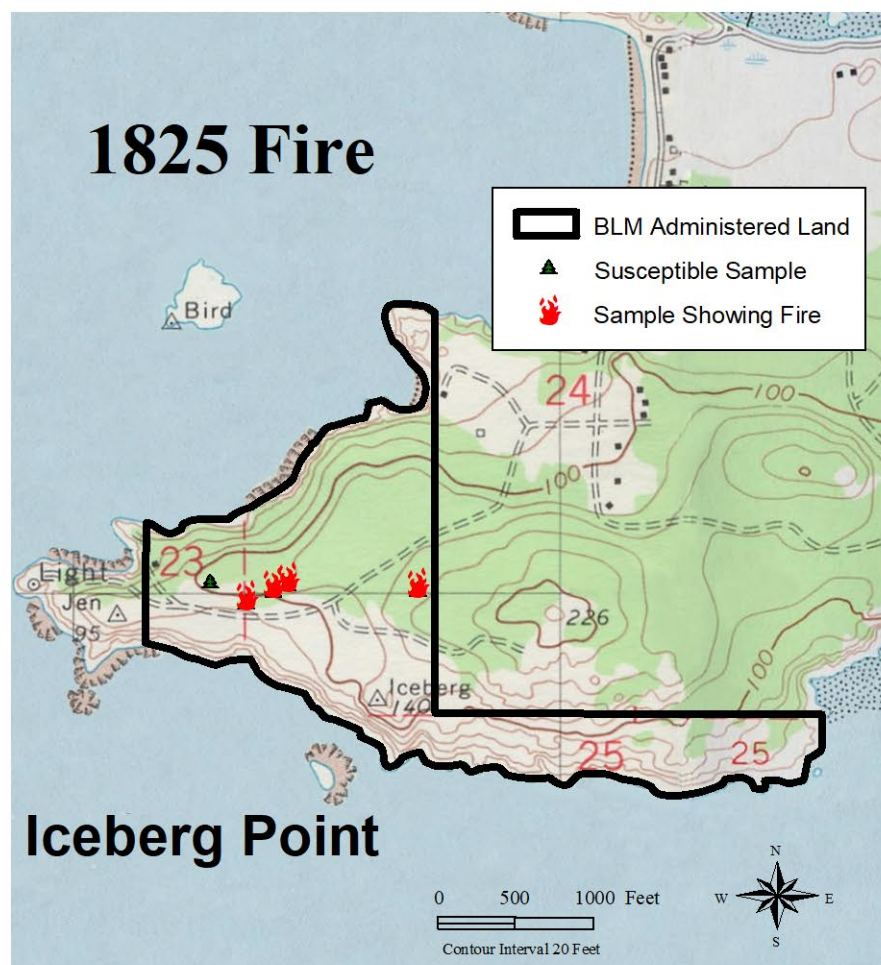 1825 Fire
BLM Administered Land
Susceptible Sample
Sample Showing Fire
Bird
24
100
100
23
Light
Jen
95
226
100
Iceberg
140
25
25
Iceberg Point
N
W E
S
0 500 1000 Feet
Contour Interval 20 Feet